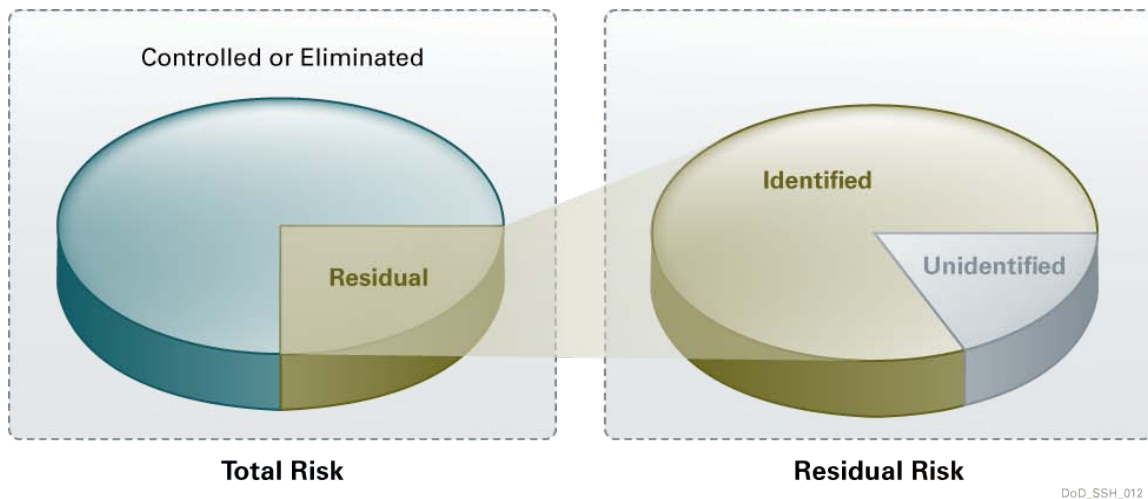 Controlled or Eliminated
Residual
Total Risk
Identified
Unidentified
Residual Risk
DoD_SSH_012